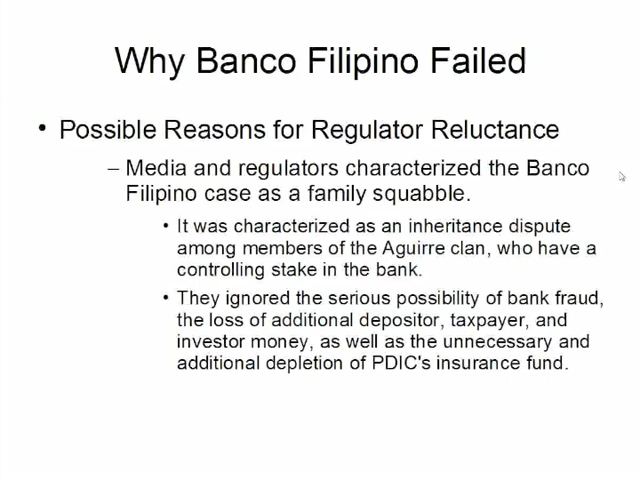 Why Banco Filipino Failed
• Possible Reasons for Regulator Reluctance
– Media and regulators characterized the Banco
Filipino case as a family squabble.
• It was characterized as an inheritance dispute
among members of the Aguirre clan, who have a
controlling stake in the bank.
• They ignored the serious possibility of bank fraud,
the loss of additional depositor, taxpayer, and
investor money, as well as the unnecessary and
additional depletion of PDIC's insurance fund.